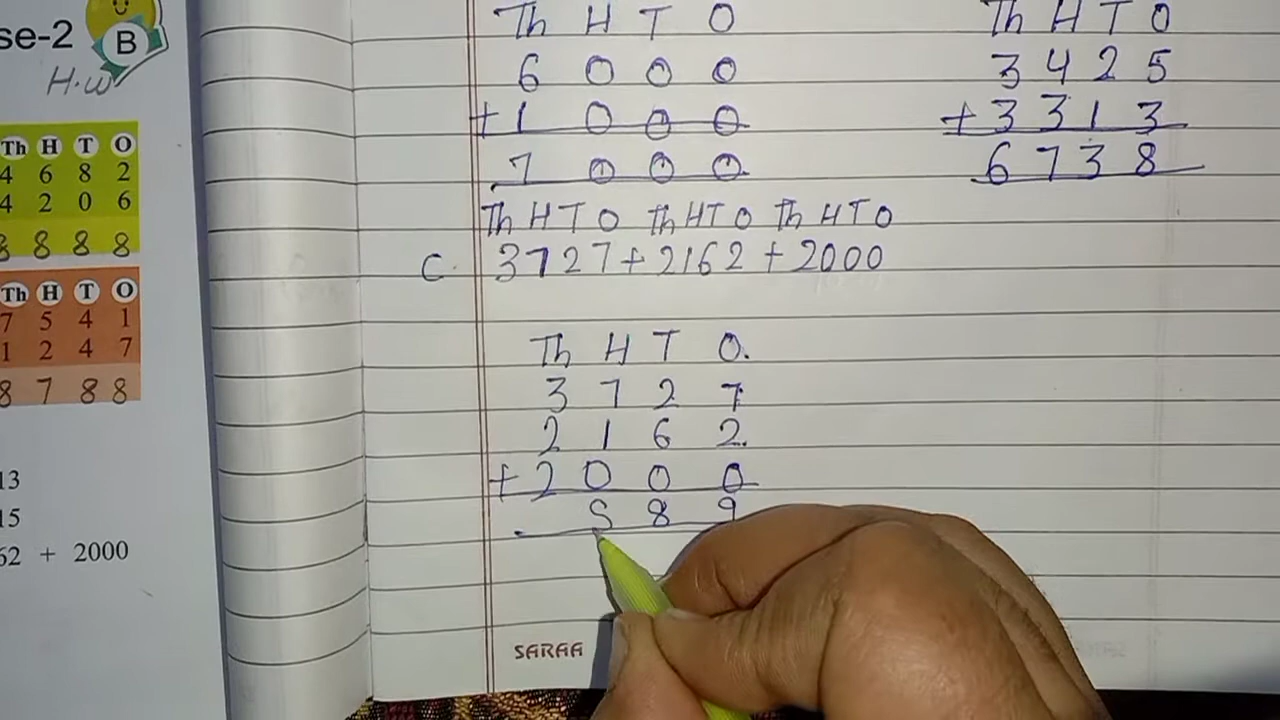 se-2 B
H.W
Th H T O
4 6 8 2
4 2 0 6
8 8 8 8
Th H T O
7 5 4 1
1 2 4 7
8 7 8 8
13
15
62 + 2000
Th H T O
6 0 0 0
+ 1 0 0 0
7 0 0 0
Th H T O
3 4 2 5
+ 3 3 1 3
6 7 3 8
Th H T O Th H T O Th H T O
C. 3727 + 2162 + 2000
Th H T O.
3 7 2 7
2 1 6 2.
+ 2 0 0 0
8 9
SARAA